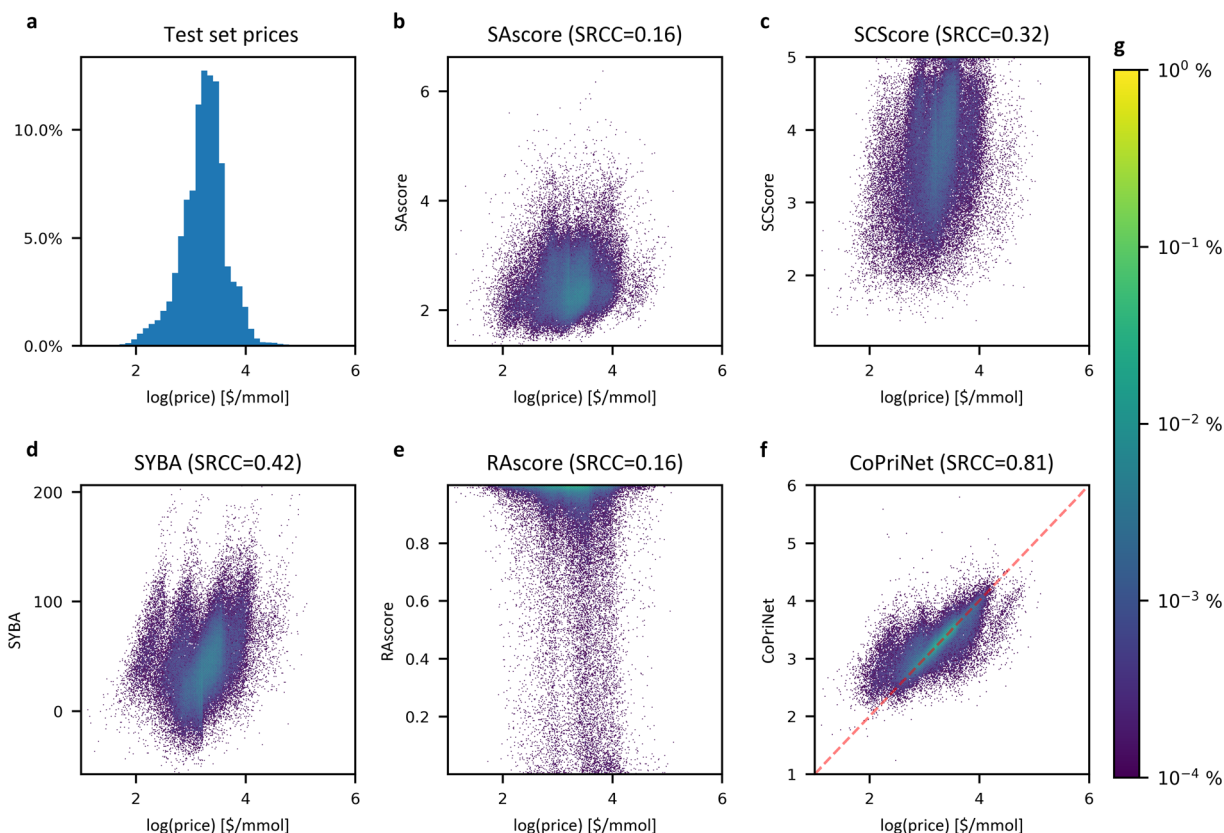 a
Test set prices
10.0%
5.0%
0.0%
2 4 6
log(price) [$/mmol]
b
SAscore (SRCC=0.16)
SAscore
6
4
2
2 4 6
log(price) [$/mmol]
c
SCScore (SRCC=0.32)
SCScore
5
4
3
2
2 4 6
log(price) [$/mmol]
g
10^0 %
10^-1 %
10^-2 %
10^-3 %
10^-4 %
d
SYBA (SRCC=0.42)
SYBA
200
100
0
2 4 6
log(price) [$/mmol]
e
RAscore (SRCC=0.16)
RAscore
0.8
0.6
0.4
0.2
2 4 6
log(price) [$/mmol]
f
CoPriNet (SRCC=0.81)
CoPriNet
6
5
4
3
2
1
2 4 6
log(price) [$/mmol]